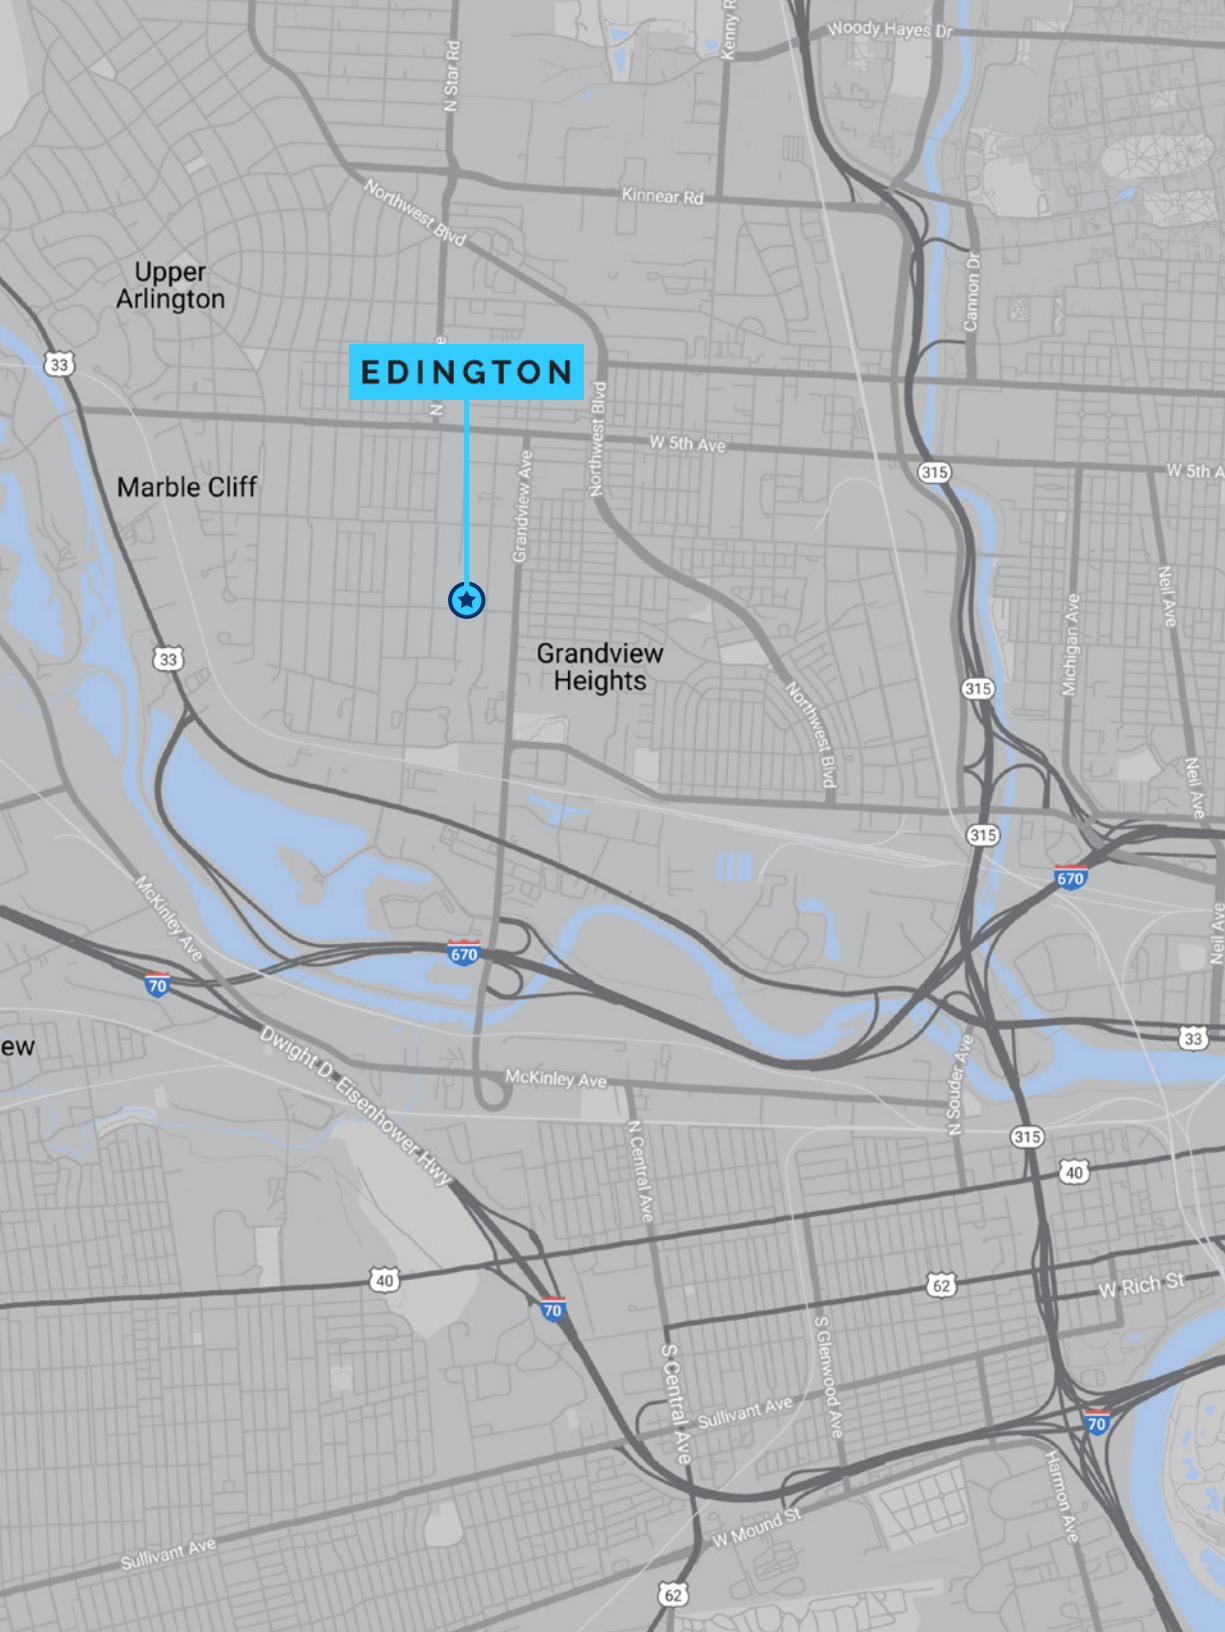 Woody Hayes Dr
Kenny R
N Star Rd
Kinnear Rd
Northwest Blvd
Upper
Arlington
Cannon Dr
33
e
EDINGTON
N
Northwest Blvd
W 5th Ave
Grandview Ave
315
W 5th A
Marble Cliff
Neil Ave
Michigan Ave
33
Grandview
Heights
315
Northwest Blvd
Neil Ave
315
670
McKinley Ave
Neil Ave
670
70
33
ew
Dwight D. Eisenhower Hwy
McKinley Ave
N Souder Ave
315
N Central Ave
40
40
62
W Rich St
70
S Glenwood Ave
S Central Ave
Sullivant Ave
70
Harmon Ave
W Mound St
Sullivant Ave
62